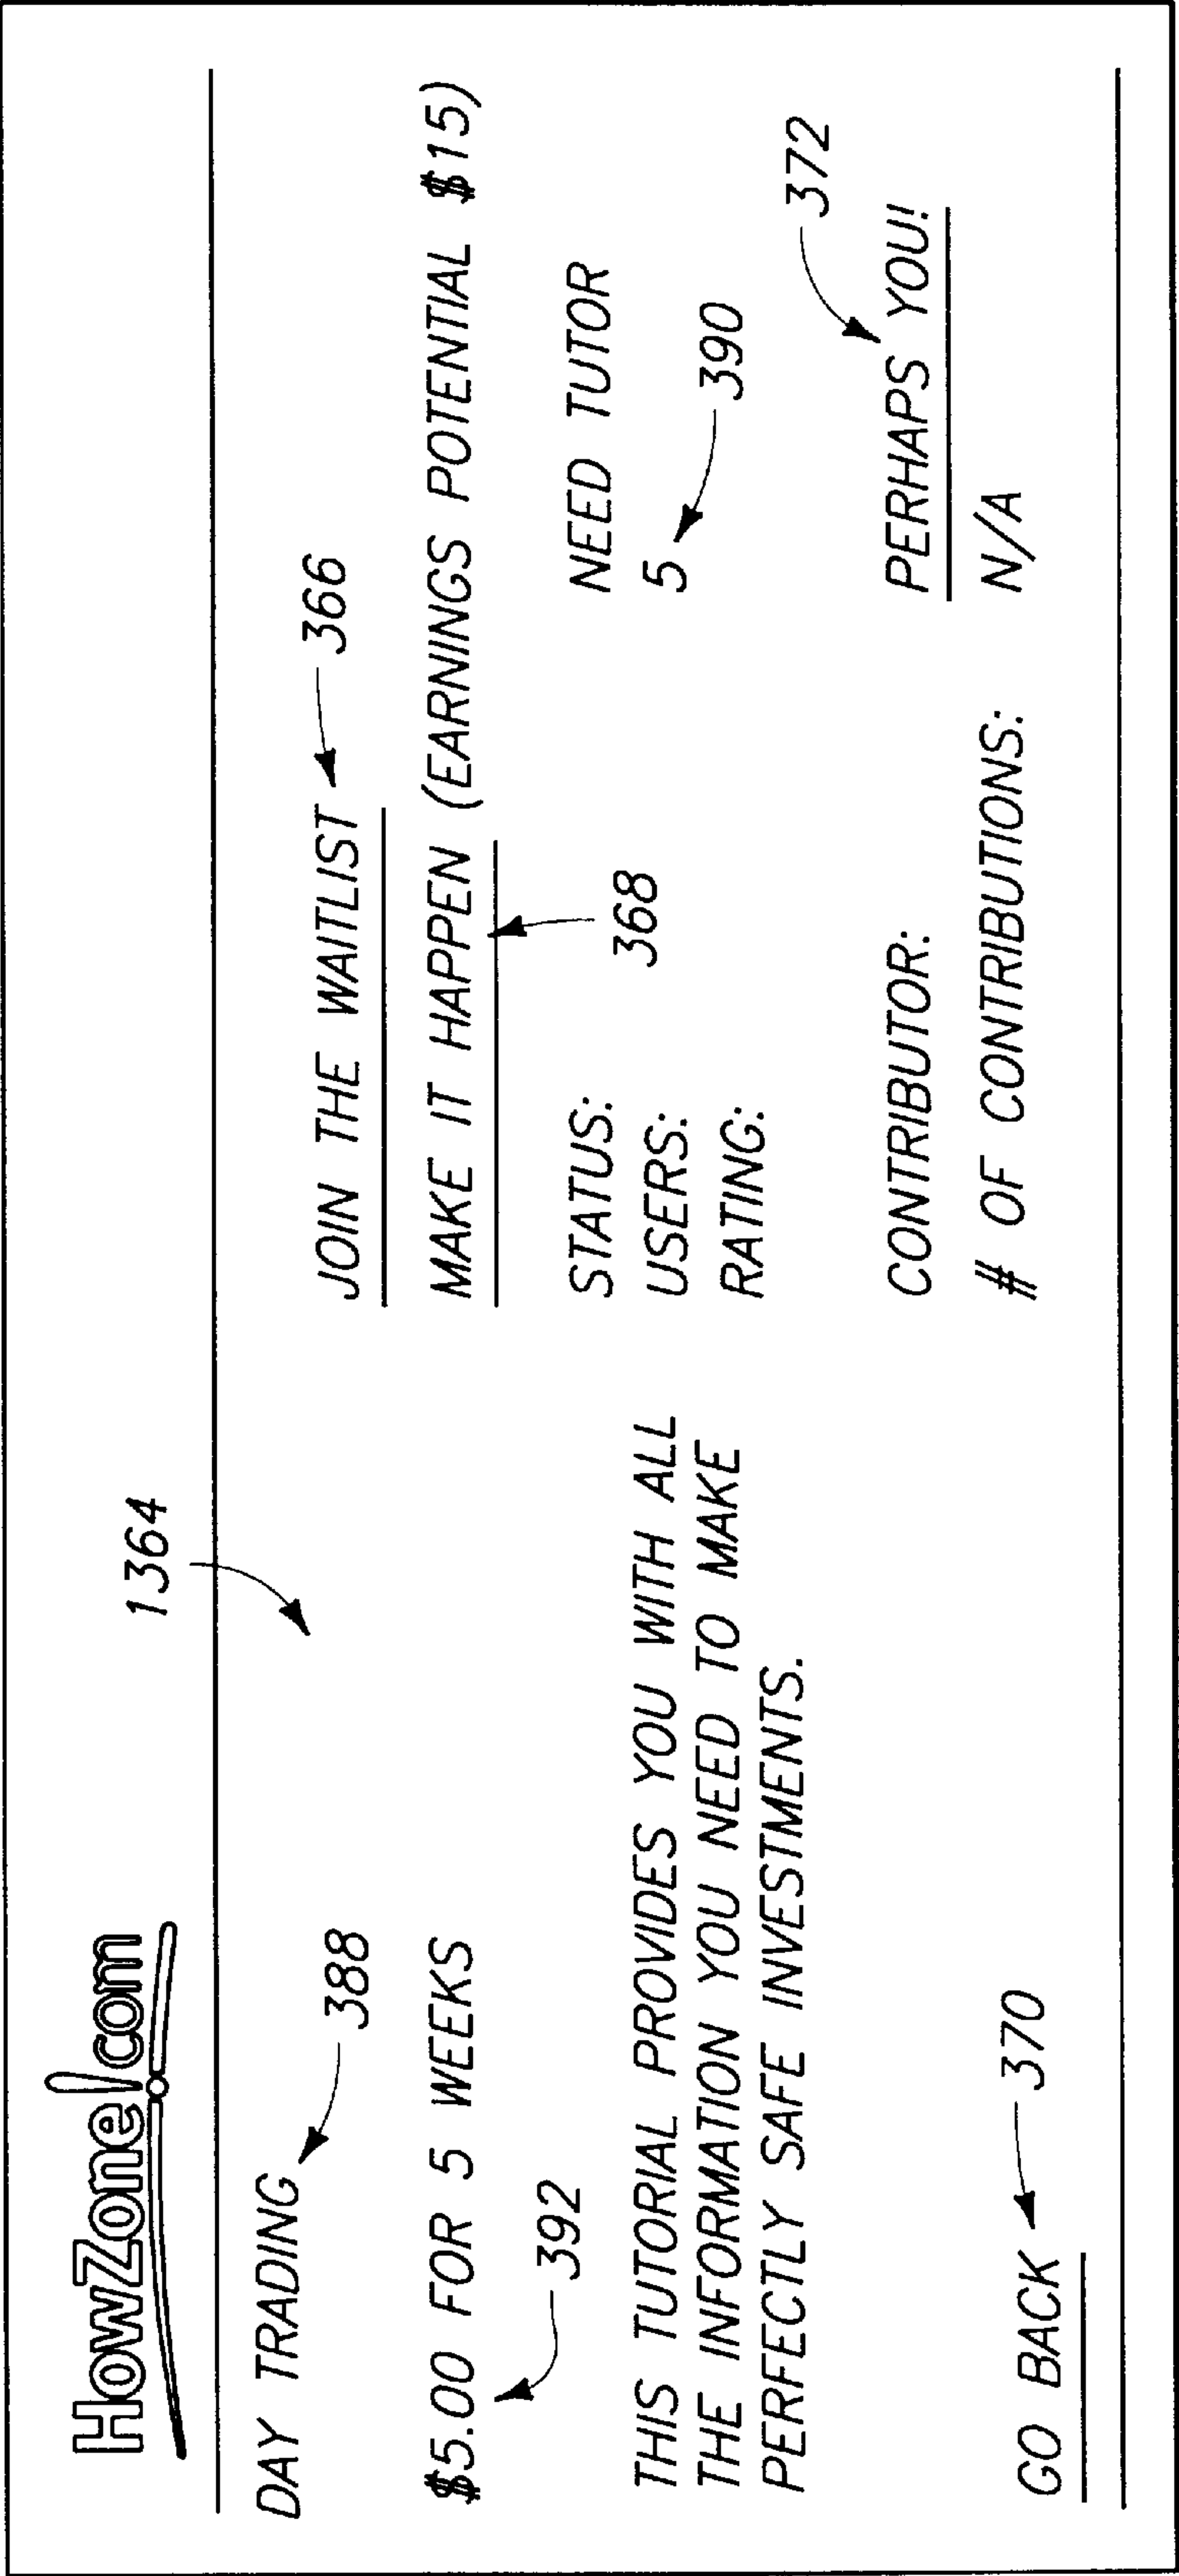 HowZone!com
1364
DAY TRADING
388
JOIN THE WAITLIST
366
$5.00 FOR 5 WEEKS
392
MAKE IT HAPPEN (EARNINGS POTENTIAL $15)
368
THIS TUTORIAL PROVIDES YOU WITH ALL
THE INFORMATION YOU NEED TO MAKE
PERFECTLY SAFE INVESTMENTS.
STATUS: NEED TUTOR
USERS: 5
390
RATING:
372
CONTRIBUTOR: PERHAPS YOU!
# OF CONTRIBUTIONS: N/A
GO BACK
370